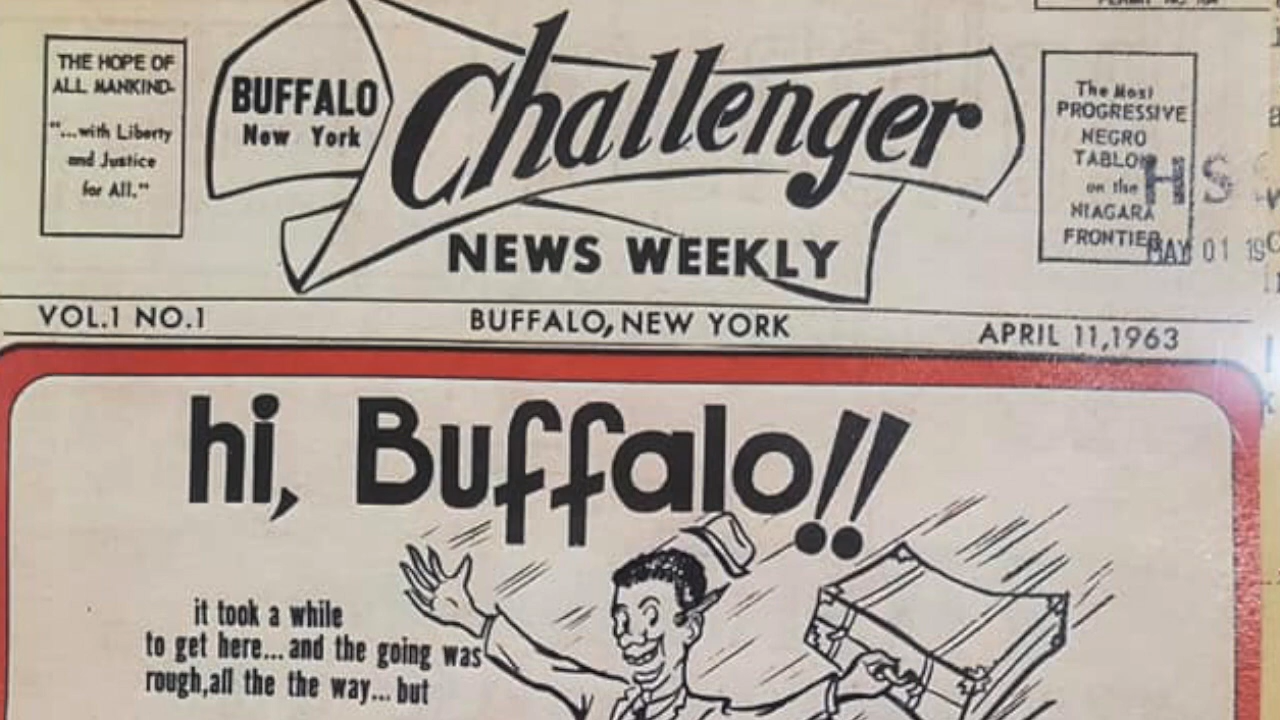 THE HOPE OF
ALL MANKIND-
"...with Liberty
and Justice
for All."
BUFFALO
New York
Challenger
NEWS WEEKLY
The Most
PROGRESSIVE
NEGRO
TABLOI
on the
NIAGARA
FRONTIER
HS
MAY 01 19
VOL.1 NO.1
BUFFALO, NEW YORK
APRIL 11,1963
hi, Buffalo!!
it took a while
to get here...and the going was
rough,all the the way...but